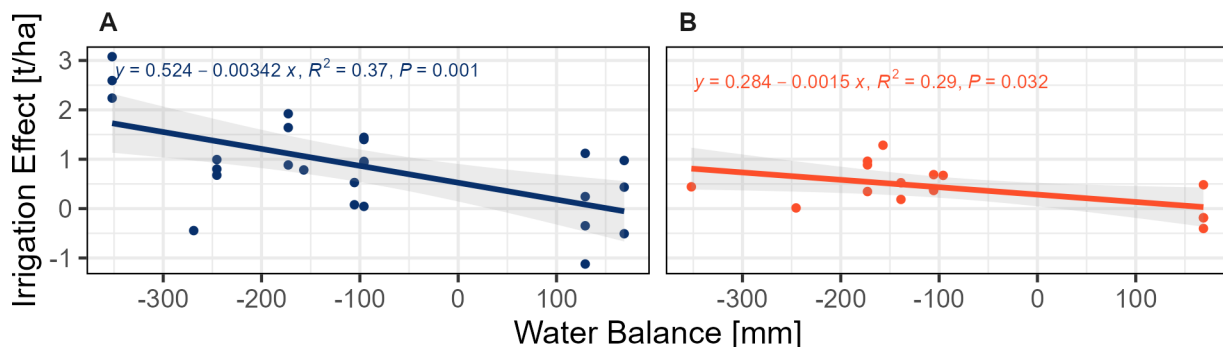 A
B
Irrigation Effect [t/ha]
3
2
1
0
-1
y = 0.524 − 0.00342 x, R² = 0.37, P = 0.001
y = 0.284 − 0.0015 x, R² = 0.29, P = 0.032
-300 -200 -100 0 100
-300 -200 -100 0 100
Water Balance [mm]